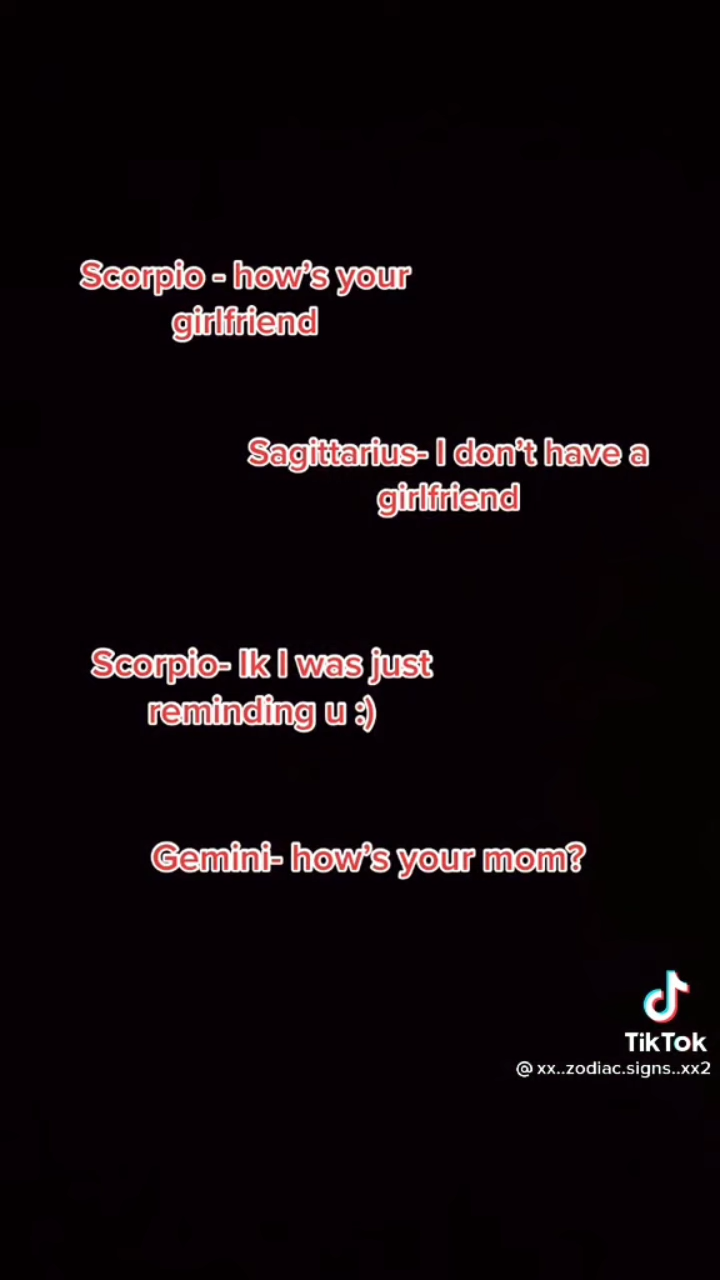 Scorpio - how's your
girlfriend
Sagittarius- I don't have a
girlfriend
Scorpio- Ik I was just
reminding u :)
Gemini- how's your mom?
TikTok
@xx..zodiac.signs..xx2